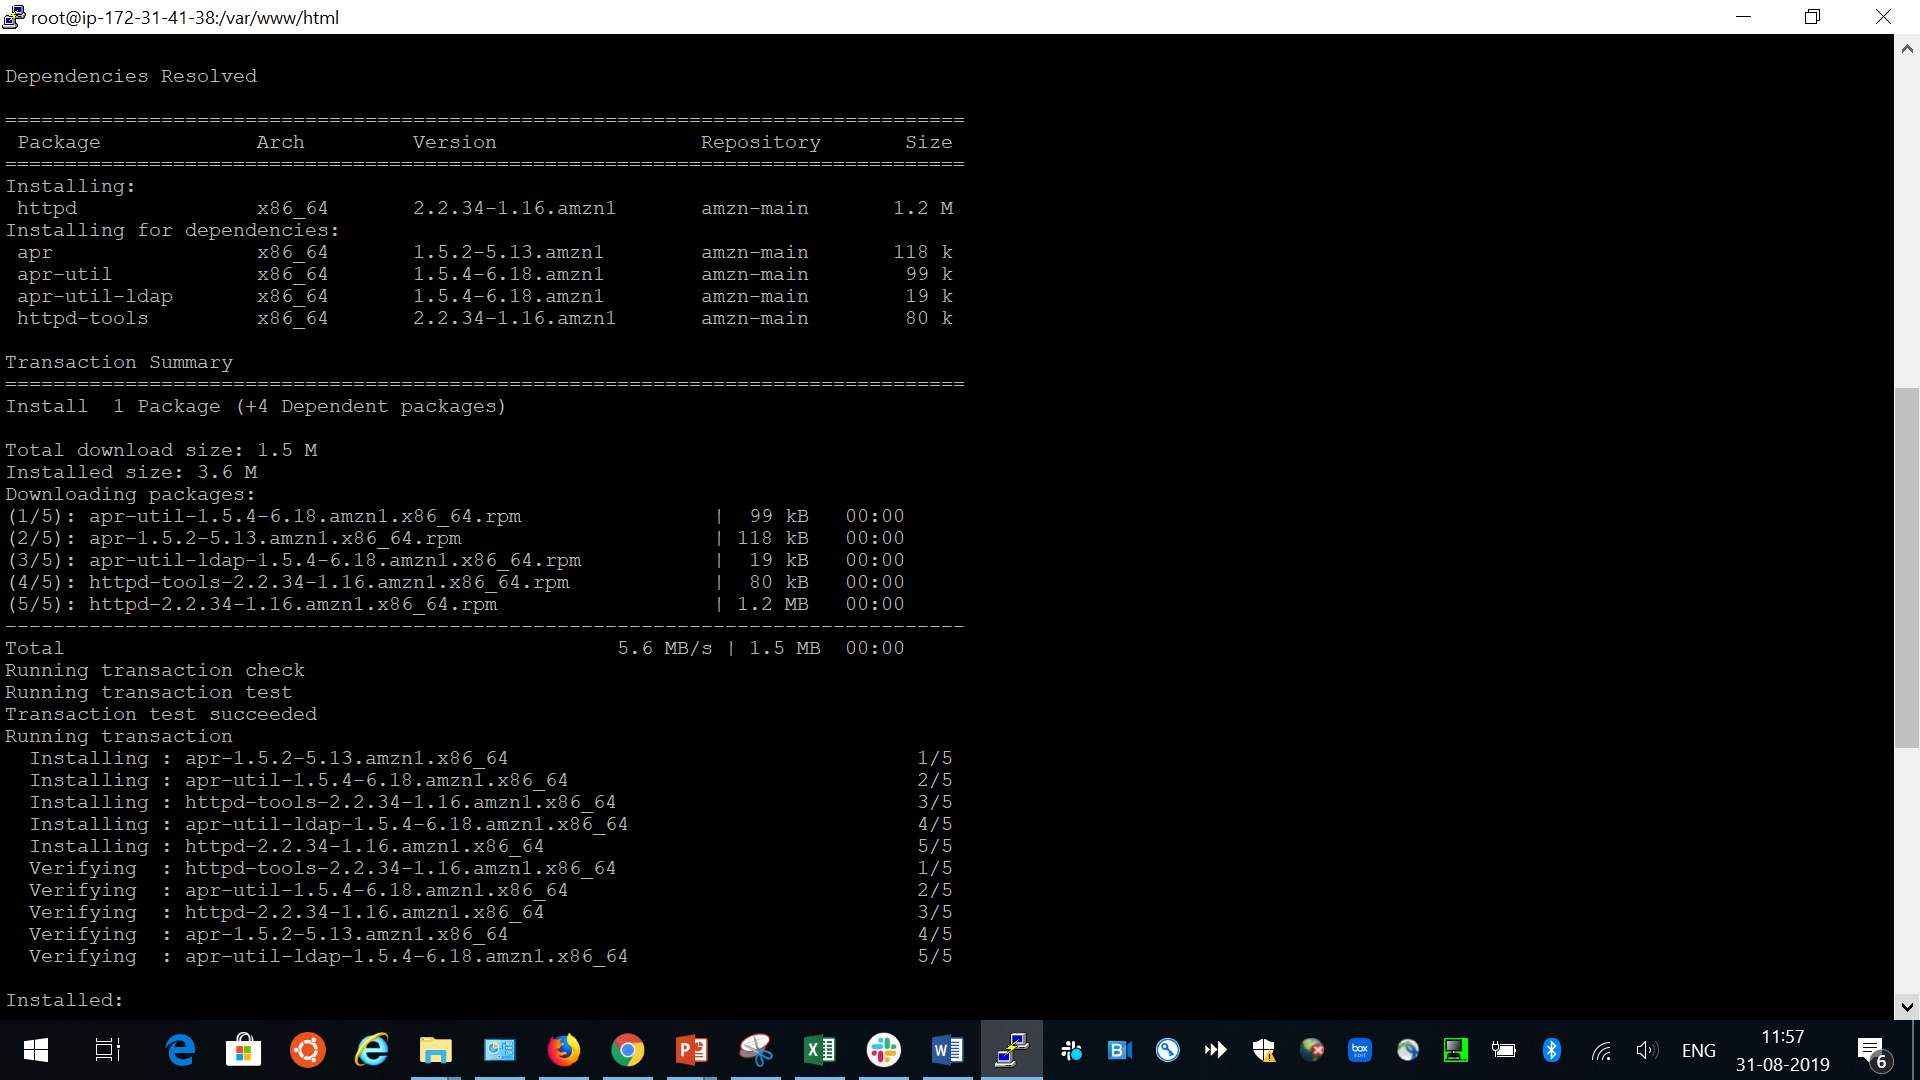 root@ip-172-31-41-38:/var/www/html
Dependencies Resolved
================================================================================
Package Arch Version Repository Size
================================================================================
Installing:
httpd x86_64 2.2.34-1.16.amzn1 amzn-main 1.2 M
Installing for dependencies:
apr x86_64 1.5.2-5.13.amzn1 amzn-main 118 k
apr-util x86_64 1.5.4-6.18.amzn1 amzn-main 99 k
apr-util-ldap x86_64 1.5.4-6.18.amzn1 amzn-main 19 k
httpd-tools x86_64 2.2.34-1.16.amzn1 amzn-main 80 k
Transaction Summary
================================================================================
Install 1 Package (+4 Dependent packages)
Total download size: 1.5 M
Installed size: 3.6 M
Downloading packages:
(1/5): apr-util-1.5.4-6.18.amzn1.x86_64.rpm | 99 kB 00:00
(2/5): apr-1.5.2-5.13.amzn1.x86_64.rpm | 118 kB 00:00
(3/5): apr-util-ldap-1.5.4-6.18.amzn1.x86_64.rpm | 19 kB 00:00
(4/5): httpd-tools-2.2.34-1.16.amzn1.x86_64.rpm | 80 kB 00:00
(5/5): httpd-2.2.34-1.16.amzn1.x86_64.rpm | 1.2 MB 00:00
--------------------------------------------------------------------------------
Total 5.6 MB/s | 1.5 MB 00:00
Running transaction check
Running transaction test
Transaction test succeeded
Running transaction
Installing : apr-1.5.2-5.13.amzn1.x86_64 1/5
Installing : apr-util-1.5.4-6.18.amzn1.x86_64 2/5
Installing : httpd-tools-2.2.34-1.16.amzn1.x86_64 3/5
Installing : apr-util-ldap-1.5.4-6.18.amzn1.x86_64 4/5
Installing : httpd-2.2.34-1.16.amzn1.x86_64 5/5
Verifying : httpd-tools-2.2.34-1.16.amzn1.x86_64 1/5
Verifying : apr-util-1.5.4-6.18.amzn1.x86_64 2/5
Verifying : httpd-2.2.34-1.16.amzn1.x86_64 3/5
Verifying : apr-1.5.2-5.13.amzn1.x86_64 4/5
Verifying : apr-util-ldap-1.5.4-6.18.amzn1.x86_64 5/5
Installed:
box
ENG
11:57
31-08-2019
6